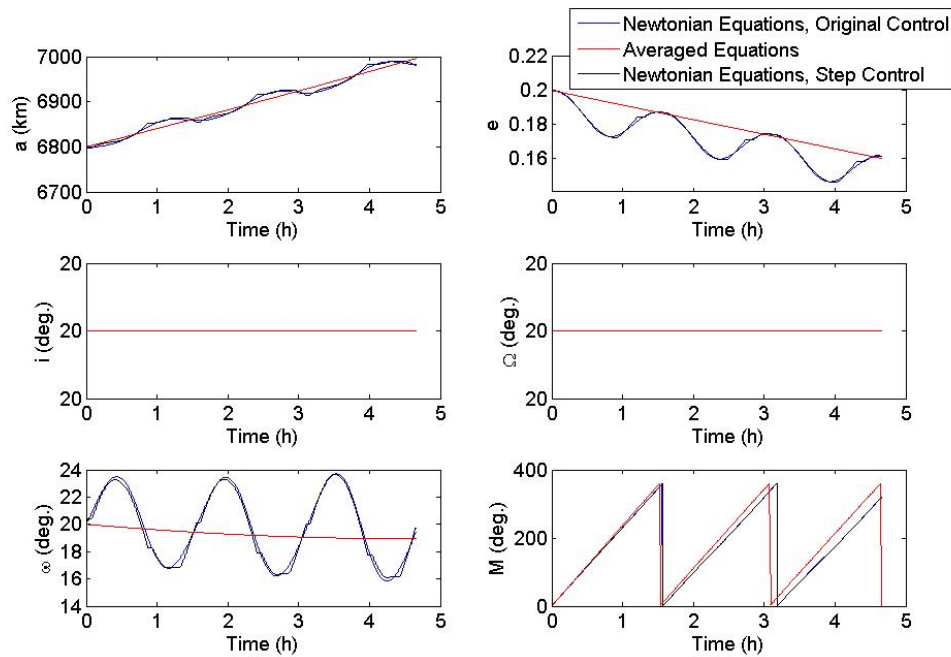 Newtonian Equations, Original Control
Averaged Equations
Newtonian Equations, Step Control
7000
6900
6800
6700
a (km)
0 1 2 3 4 5
Time (h)
0.2
0.18
0.16
e
0 1 2 3 4 5
Time (h)
20
20
20
i (deg.)
0 1 2 3 4 5
Time (h)
20
20
20
Ω (deg.)
0 1 2 3 4 5
Time (h)
24
22
20
18
16
14
ω (deg.)
0 1 2 3 4 5
Time (h)
400
200
0
M (deg.)
0 1 2 3 4 5
Time (h)